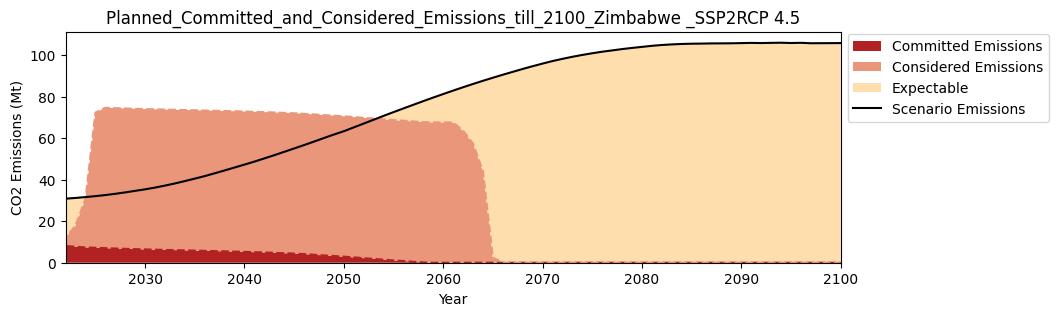 Planned_Committed_and_Considered_Emissions_till_2100_Zimbabwe _SSP2RCP 4.5
CO2 Emissions (Mt)
100
80
60
40
20
0
2030 2040 2050 2060 2070 2080 2090 2100
Year
Committed Emissions
Considered Emissions
Expectable
Scenario Emissions